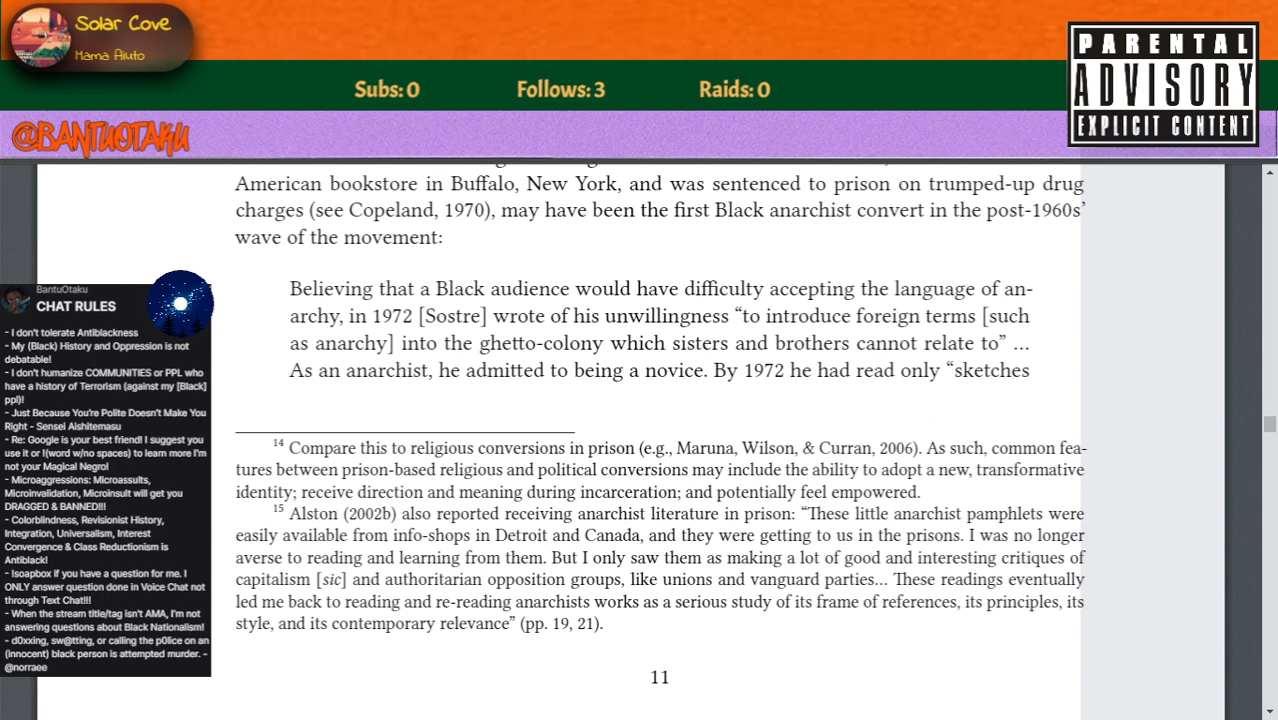 Solar Cove
Mama Aiuto
Subs: 0
Follows: 3
Raids: 0
PARENTAL
ADVISORY
EXPLICIT CONTENT
@BANTUOTAKU
American bookstore in Buffalo, New York, and was sentenced to prison on trumped-up drug
charges (see Copeland, 1970), may have been the first Black anarchist convert in the post-1960s'
wave of the movement:
Believing that a Black audience would have difficulty accepting the language of an-
archy, in 1972 [Sostre] wrote of his unwillingness “to introduce foreign terms [such
as anarchy] into the ghetto-colony which sisters and brothers cannot relate to” ...
As an anarchist, he admitted to being a novice. By 1972 he had read only “sketches
14 Compare this to religious conversions in prison (e.g., Maruna, Wilson, & Curran, 2006). As such, common fea-
tures between prison-based religious and political conversions may include the ability to adopt a new, transformative
identity; receive direction and meaning during incarceration; and potentially feel empowered.
15 Alston (2002b) also reported receiving anarchist literature in prison: “These little anarchist pamphlets were
easily available from info-shops in Detroit and Canada, and they were getting to us in the prisons. I was no longer
averse to reading and learning from them. But I only saw them as making a lot of good and interesting critiques of
capitalism [sic] and authoritarian opposition groups, like unions and vanguard parties... These readings eventually
led me back to reading and re-reading anarchists works as a serious study of its frame of references, its principles, its
style, and its contemporary relevance” (pp. 19, 21).
11
BantuOtaku
CHAT RULES
- I don't tolerate Antiblackness
- My (Black) History and Oppression is not
debatable!
- I don't humanize COMMUNITIES or PPL who
have a history of Terrorism (against my [Black]
ppl)!
- Just Because You're Polite Doesn't Make You
Right - Sensei Aishitemasu
- Re: Google is your best friend! I suggest you
use it or !(word w/no spaces) to learn more I'm
not your Magical Negro!
- Microaggressions: Microassults,
Microinvalidation, Microinsult will get you
DRAGGED & BANNED!!!
- Colorblindness, Revisionist History,
Integration, Universalism, Interest
Convergence & Class Reductionism is
Antiblack!
- !soapbox if you have a question for me. I
ONLY answer question done in Voice Chat not
through Text Chat!!!
- When the stream title/tag isn't AMA, I'm not
answering questions about Black Nationalism!
- d0xxing, sw@tting, or calling the p0lice on an
(innocent) black person is attempted murder. -
@norraee